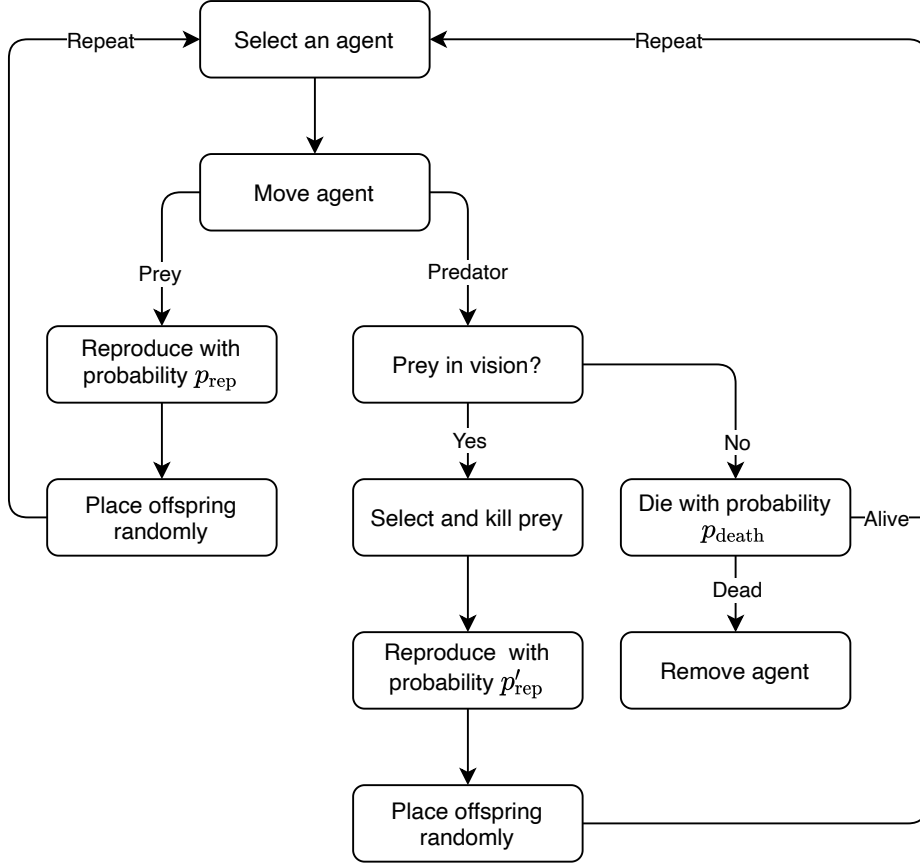 Repeat
Select an agent
Repeat
Move agent
Prey
Predator
Reproduce with
probability p_rep
Prey in vision?
Yes
No
Place offspring
randomly
Select and kill prey
Die with probability
p_death
Alive
Dead
Reproduce with
probability p'_rep
Remove agent
Place offspring
randomly